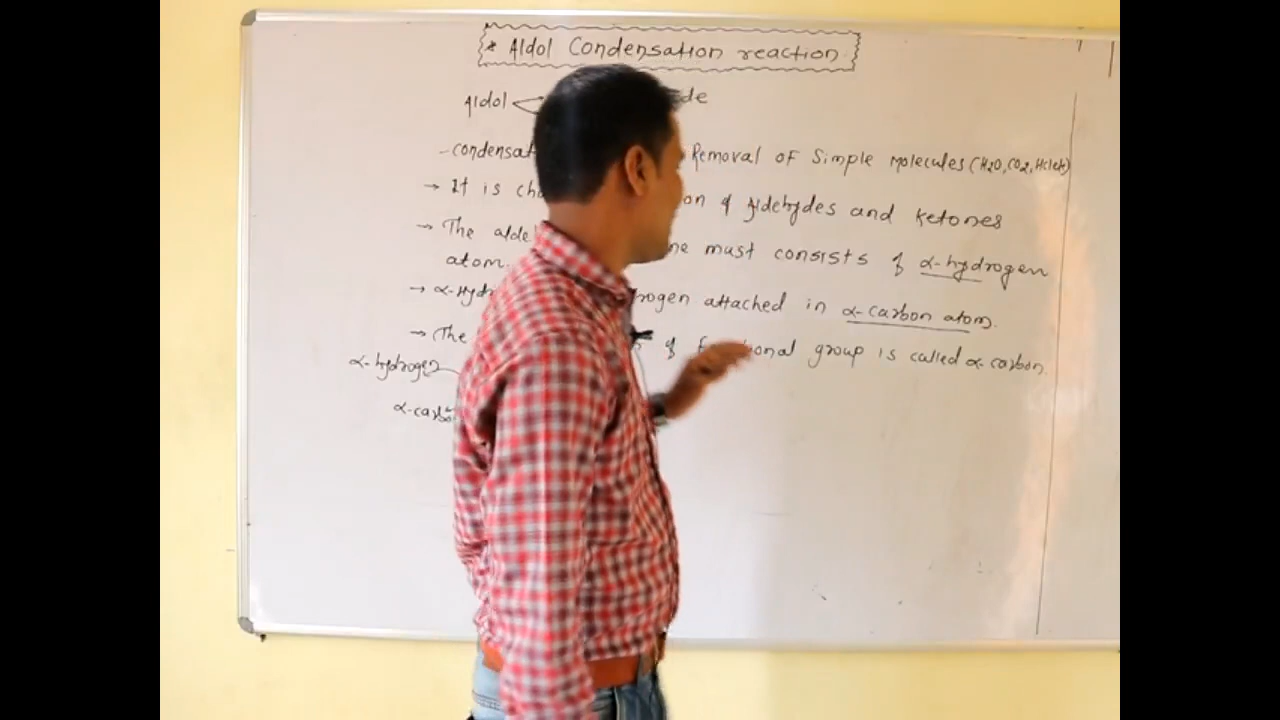 * Aldol Condensation reaction
Aldol de
-condensat Removal of Simple Molecules (H2O, CO2, Hcl etc)
→ It is cha on of Aldehydes and ketones
→ The alde ne must consists of α-hydrogen
atom.
→ α-Hydr rogen attached in α-carbon atom.
→ The of functional group is called α-carbon.
α-hydrogen
α-carbo